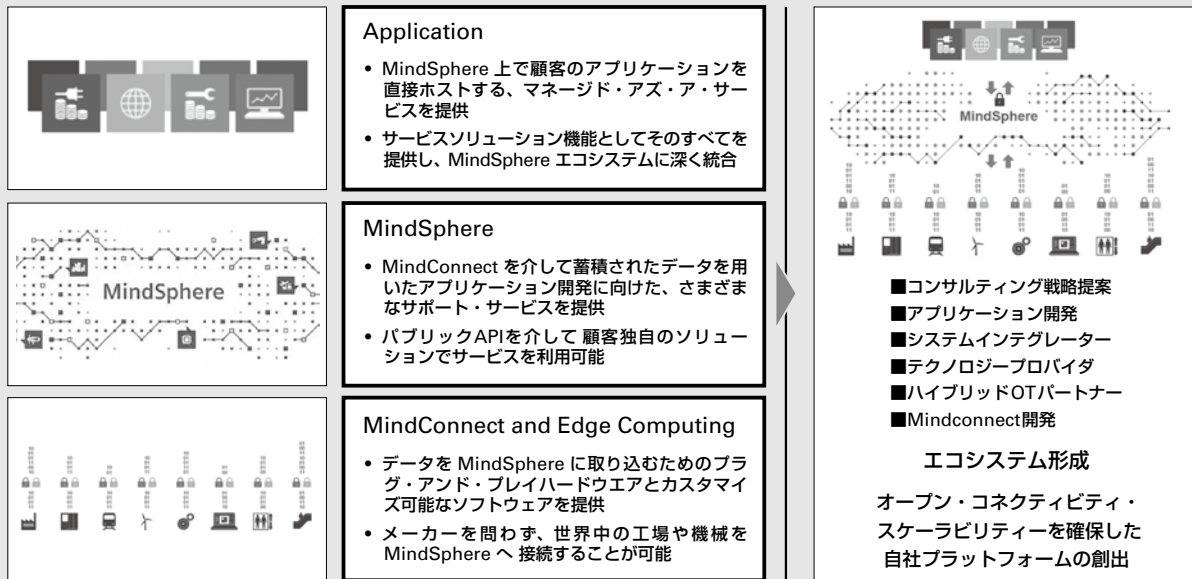 Application
• MindSphere 上で顧客のアプリケーションを
直接ホストする、マネージド・アズ・ア・サー
ビスを提供
• サービスソリューション機能としてそのすべてを
提供し、MindSphere エコシステムに深く統合
MindSphere
MindSphere
• MindConnect を介して蓄積されたデータを用
いたアプリケーション開発に向けた、さまざま
なサポート・サービスを提供
• パブリックAPIを介して 顧客独自のソリュー
ションでサービスを利用可能
MindConnect and Edge Computing
• データを MindSphere に取り込むためのプラ
グ・アンド・プレイハードウエアとカスタマイ
ズ可能なソフトウェアを提供
• メーカーを問わず、世界中の工場や機械を
MindSphere へ 接続することが可能
MindSphere
■コンサルティング戦略提案
■アプリケーション開発
■システムインテグレーター
■テクノロジープロバイダ
■ハイブリッドOTパートナー
■Mindconnect開発
エコシステム形成
オープン・コネクティビティ・
スケーラビリティーを確保した
自社プラットフォームの創出